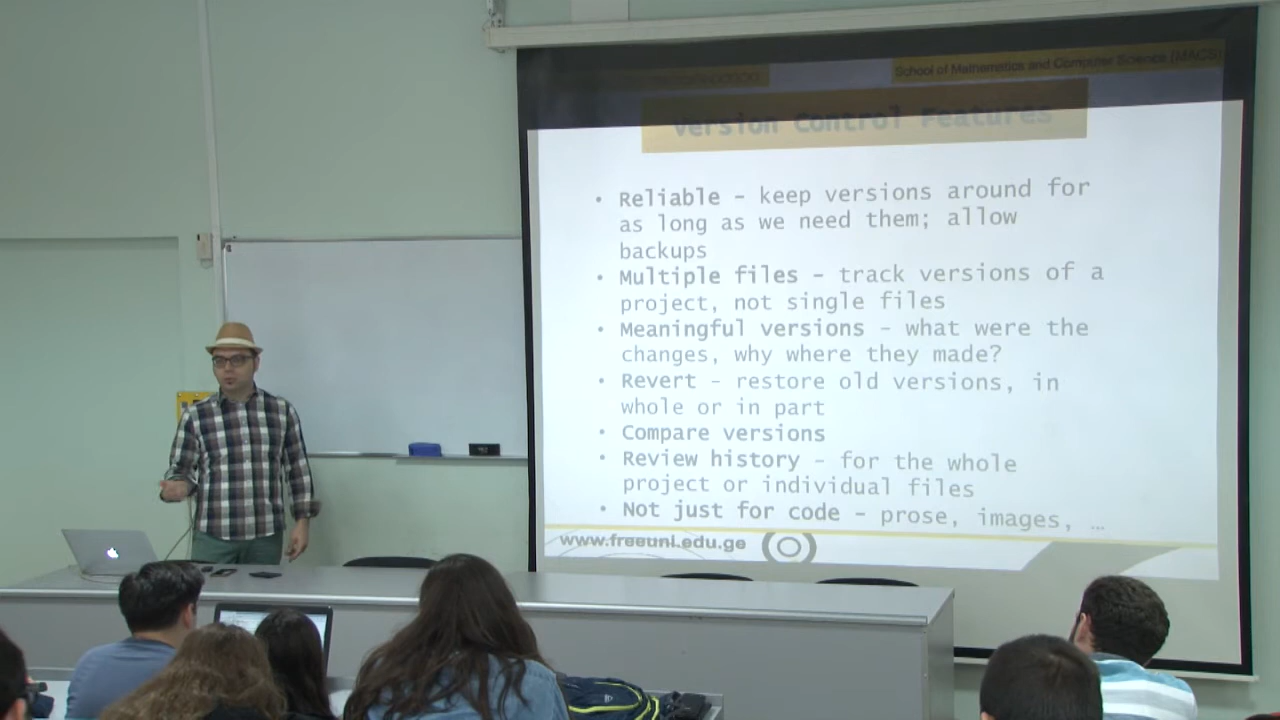 School of Mathematics and Computer Science (MACS)
Version Control Features
• Reliable – keep versions around for
as long as we need them; allow
backups
• Multiple files – track versions of a
project, not single files
• Meaningful versions – what were the
changes, why where they made?
• Revert – restore old versions, in
whole or in part
• Compare versions
• Review history – for the whole
project or individual files
• Not just for code – prose, images, …
www.freeuni.edu.ge